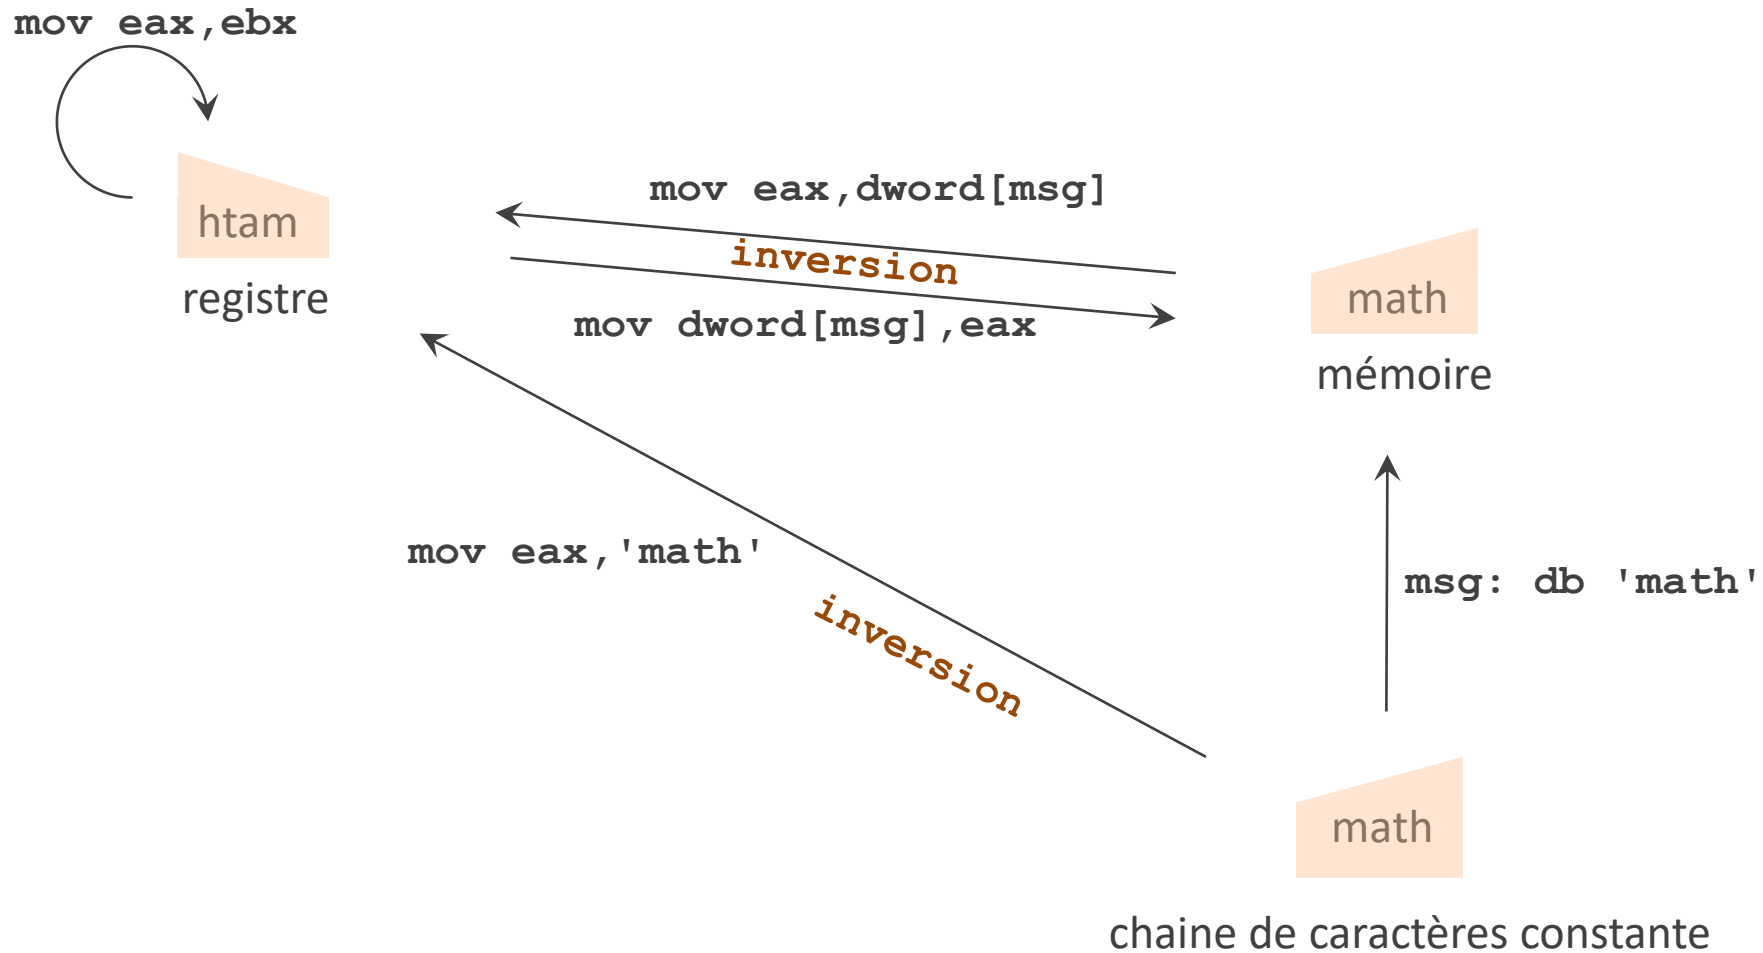 mov eax,ebx
mov eax,dword[msg]
htam
inversion
registre
mov dword[msg],eax
math
mémoire
mov eax,'math'
msg: db 'math'
inversion
math
chaine de caractères constante